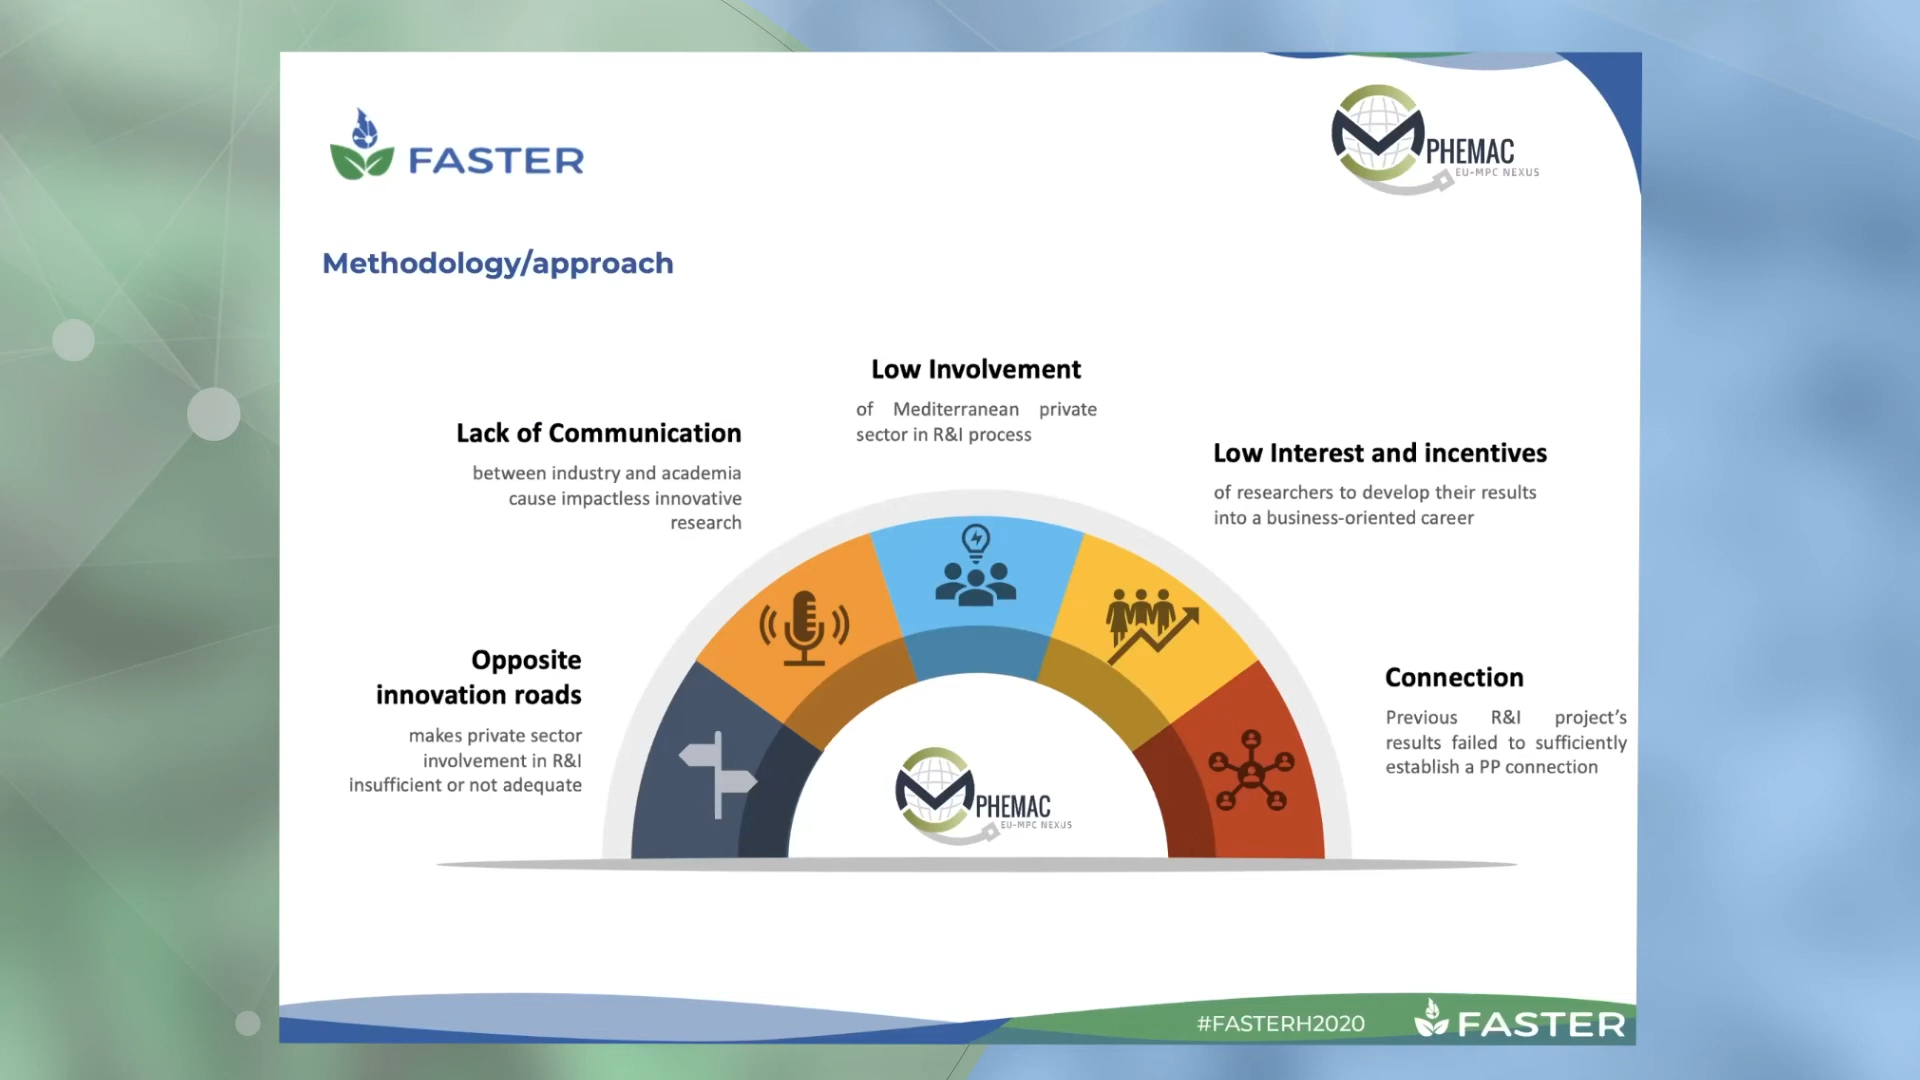 FASTER
PHEMAC
EU-MPC NEXUS
Methodology/approach
Low Involvement
of Mediterranean private
sector in R&I process
Lack of Communication
between industry and academia
cause impactless innovative
research
Low Interest and incentives
of researchers to develop their results
into a business-oriented career
Opposite
innovation roads
makes private sector
involvement in R&I
insufficient or not adequate
Connection
Previous R&I project’s
results failed to sufficiently
establish a PP connection
PHEMAC
EU-MPC NEXUS
#FASTERH2020
FASTER